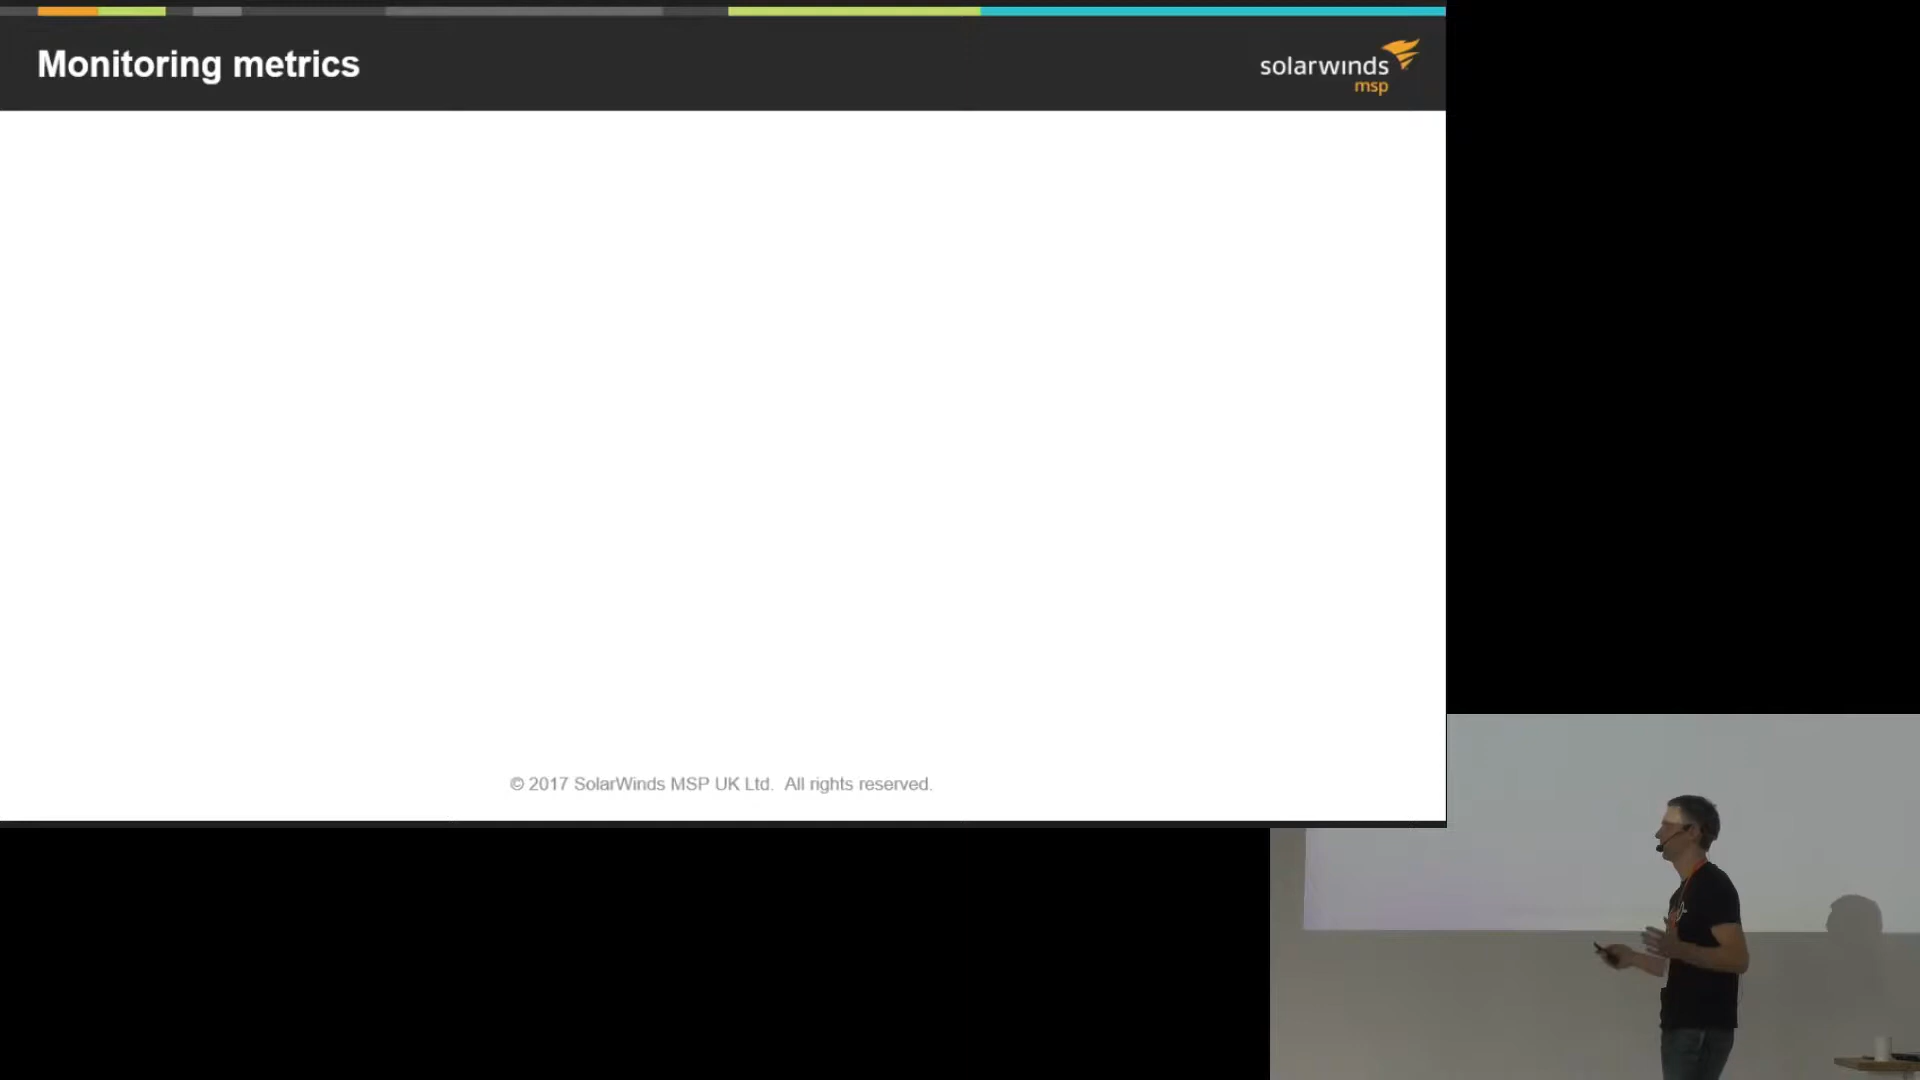 Monitoring metrics
solarwinds
msp
© 2017 SolarWinds MSP UK Ltd. All rights reserved.